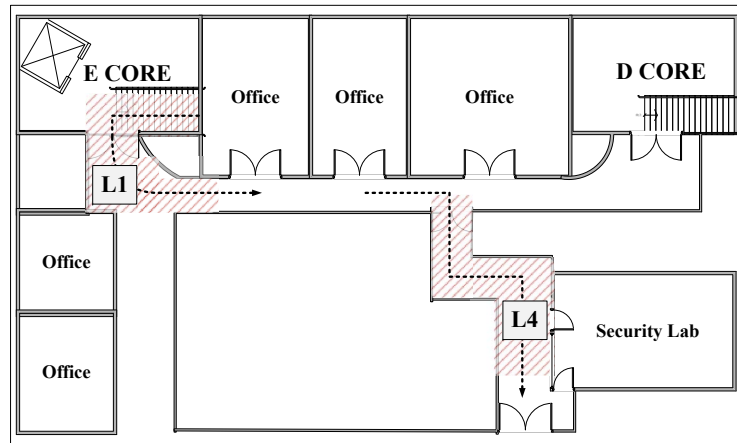 E CORE
Office
Office
Office
D CORE
L1
Office
L4
Security Lab
Office